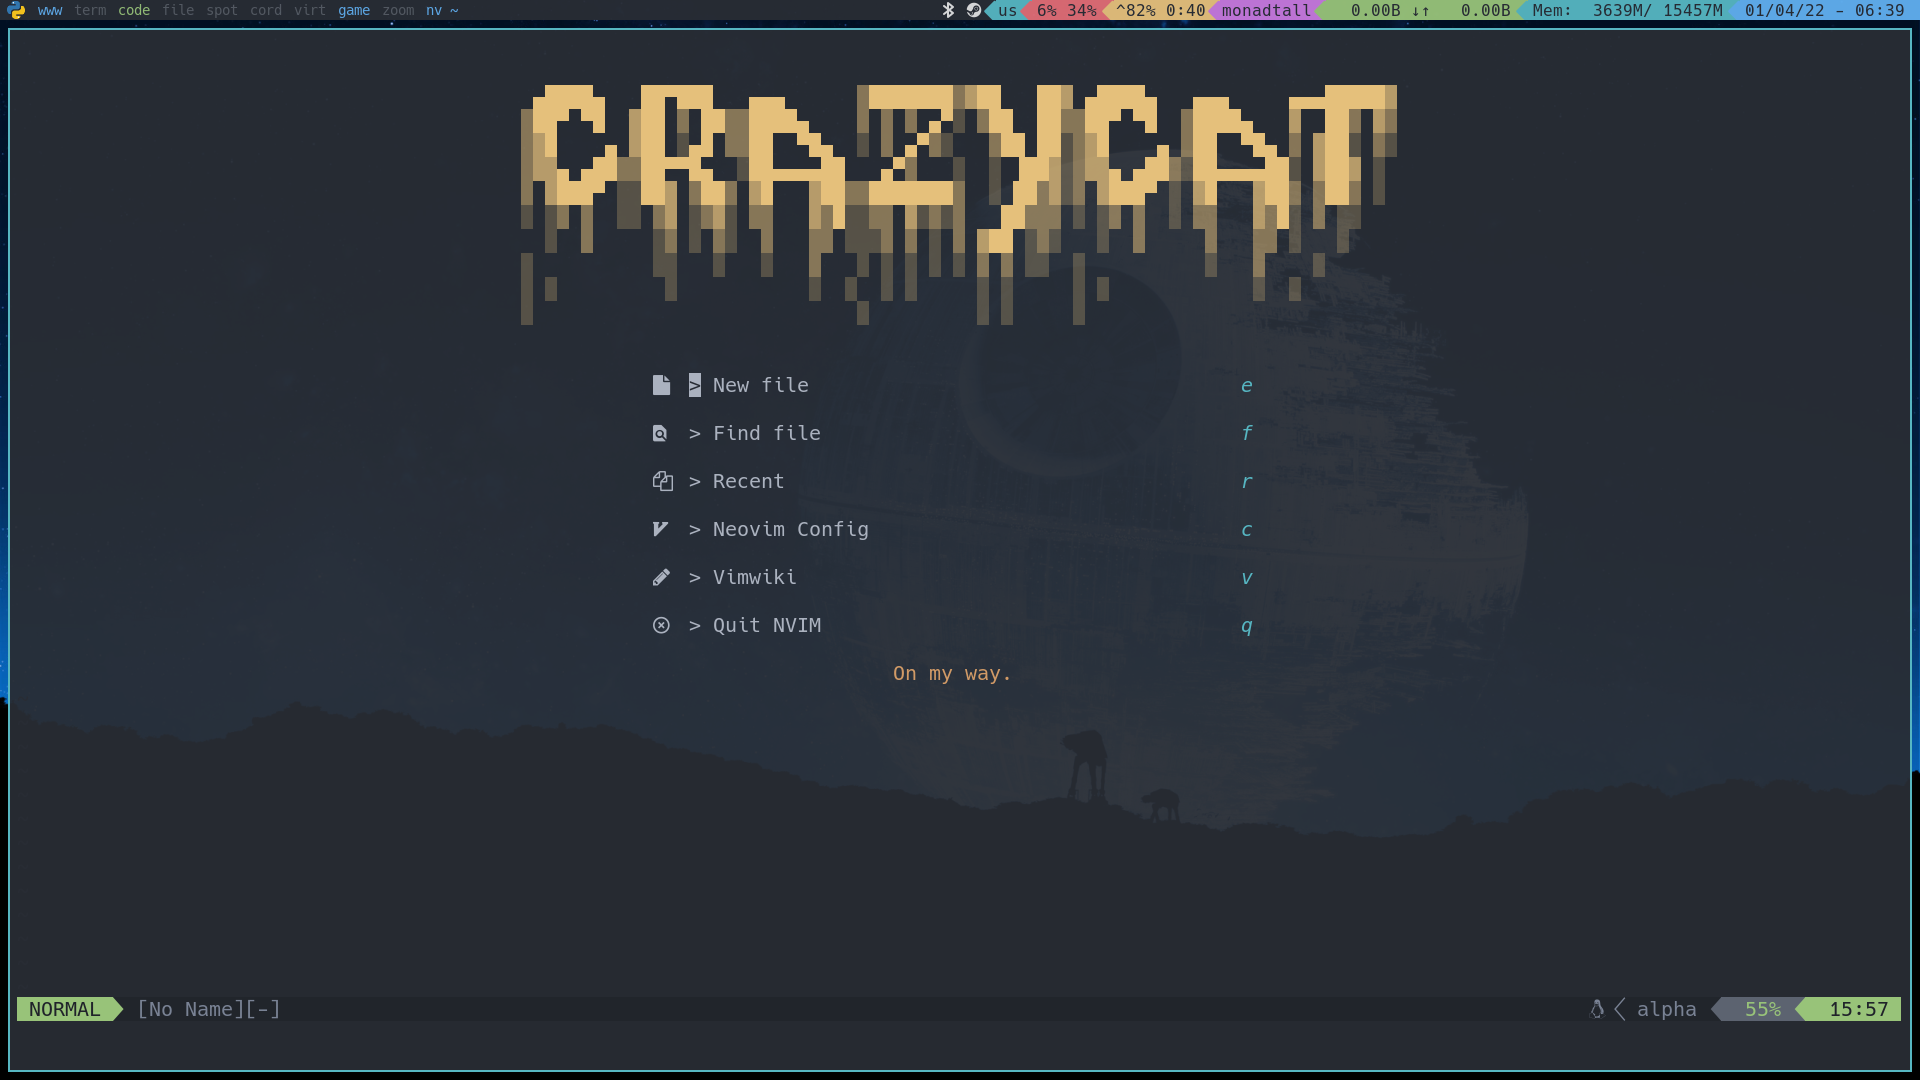 www term code file spot cord virt game zoom nv ~ us 6% 34% ^82% 0:40 monadtall 0.00B ↓↑ 0.00B Mem: 3639M/ 15457M 01/04/22 - 06:39
CRAZYCAT
> New file e
> Find file f
> Recent r
> Neovim Config c
> Vimwiki v
> Quit NVIM q
On my way.
NORMAL [No Name][-] alpha 55% 15:57